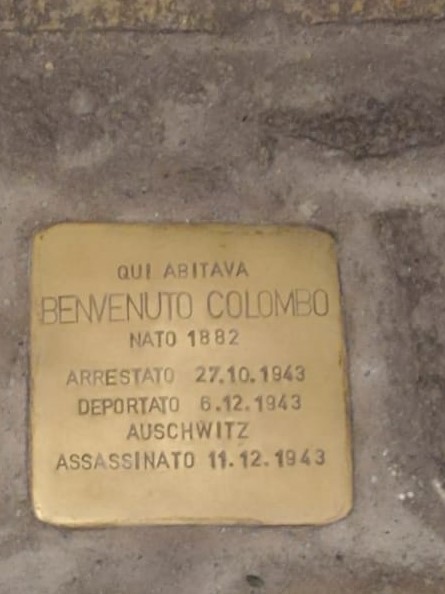 QUI ABITAVA
BENVENUTO COLOMBO
NATO 1882
ARRESTATO 27.10.1943
DEPORTATO 6.12.1943
AUSCHWITZ
ASSASSINATO 11.12.1943